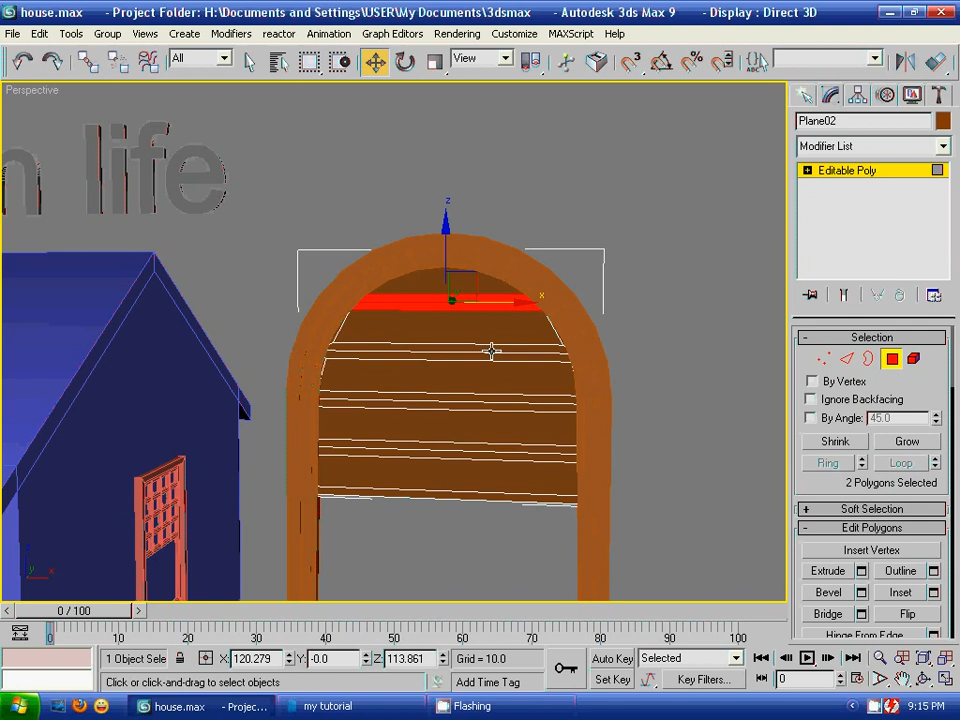 house.max - Project Folder: H:\Documents and Settings\USER\My Documents\3dsmax - Autodesk 3ds Max 9 - Display : Direct 3D
File Edit Tools Group Views Create Modifiers reactor Animation Graph Editors Rendering Customize MAXScript Help
All View
Perspective
n life
Plane02
Modifier List
Editable Poly
Selection
By Vertex
Ignore Backfacing
By Angle: 45.0
Shrink Grow
Ring Loop
2 Polygons Selected
Soft Selection
Edit Polygons
Insert Vertex
Extrude Outline
Bevel Inset
Bridge Flip
Hinge From Edge
z
x
z
y x
0 / 100
0 10 20 30 40 50 60 70 80 90 100
1 Object Sele X: 120.279 Y: -0.0 Z: 113.861 Grid = 10.0 Auto Key Selected
Click or click-and-drag to select objects Add Time Tag Set Key Key Filters... 0
start house.max - Projec... my tutorial Flashing 9:15 PM